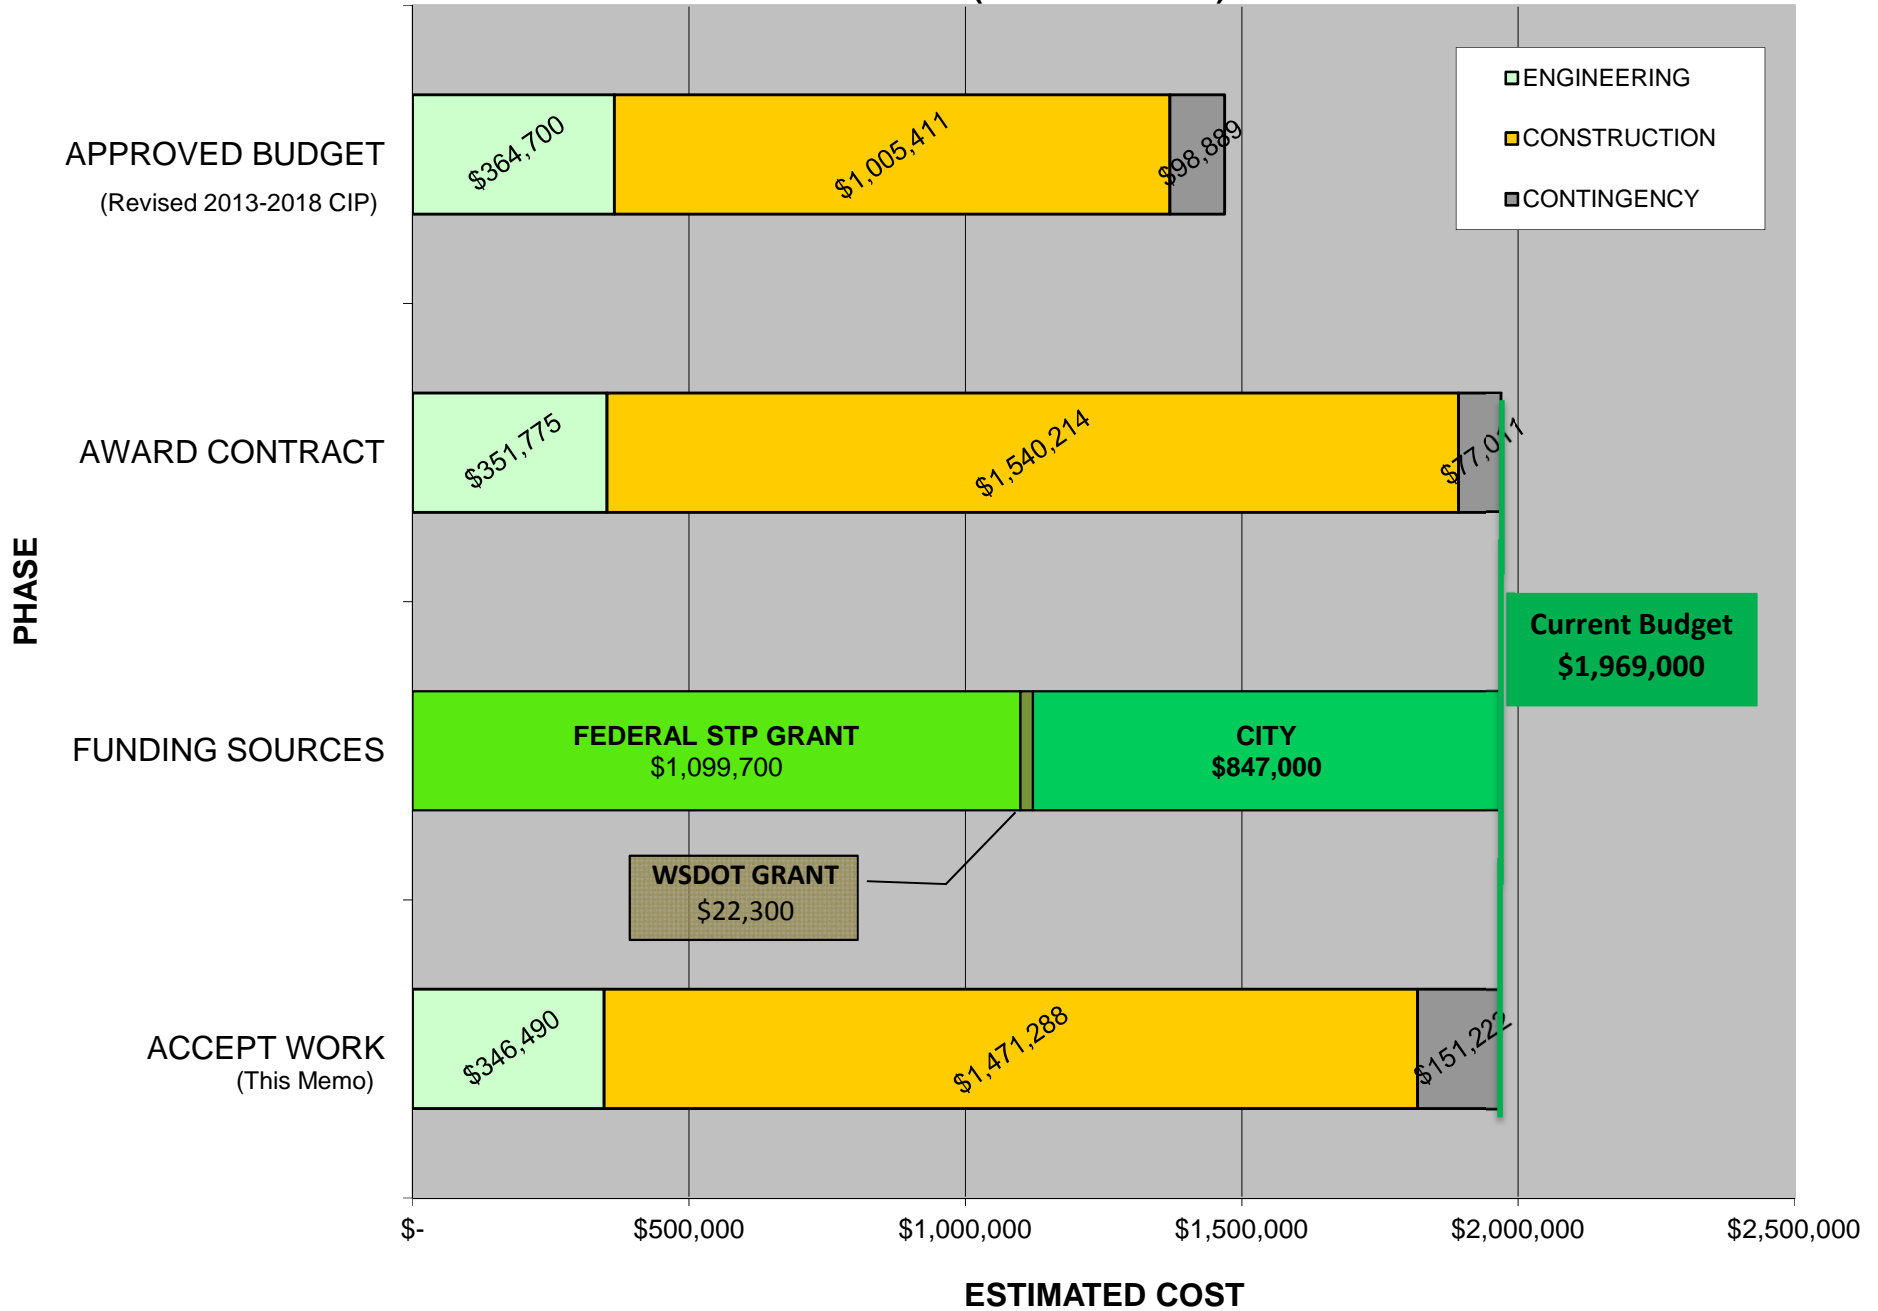 ENGINEERING
CONSTRUCTION
CONTINGENCY
APPROVED BUDGET
(Revised 2013-2018 CIP)
$364,700
$1,005,411
$98,889
AWARD CONTRACT
$351,775
$1,540,214
$77,011
PHASE
Current Budget
$1,969,000
FUNDING SOURCES
FEDERAL STP GRANT
$1,099,700
CITY
$847,000
WSDOT GRANT
$22,300
ACCEPT WORK
(This Memo)
$346,490
$1,471,288
$151,222
$-
$500,000
$1,000,000
$1,500,000
$2,000,000
$2,500,000
ESTIMATED COST